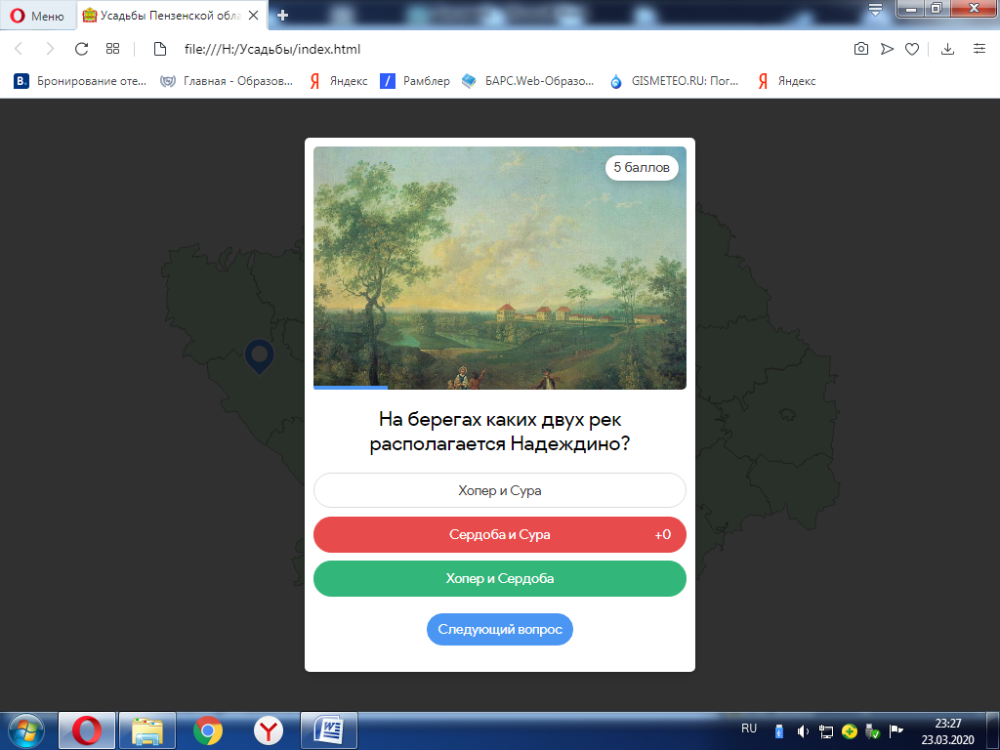 Меню
Усадьбы Пензенской обла
file:///H:/Усадьбы/index.html
B. Бронирование оте...
Главная - Образов...
Я Яндекс
Рамблер
БАРС.Web-Образо...
GISMETEO.RU: Пог...
Я Яндекс
5 баллов
На берегах каких двух рек
располагается Надеждино?
Хопер и Сура
Сердоба и Сура +0
Хопер и Сердоба
Следующий вопрос
RU
23:27
23.03.2020